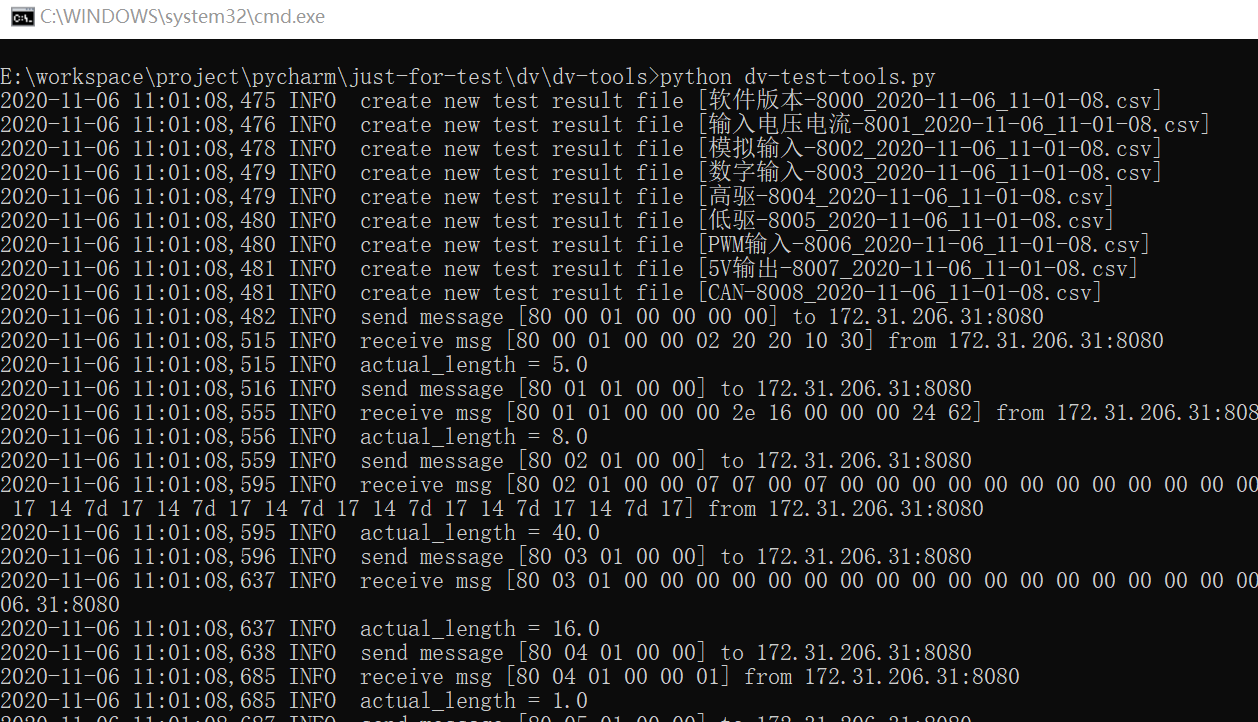 C:\WINDOWS\system32\cmd.exe
E:\workspace\project\pycharm\just-for-test\dv\dv-tools>python dv-test-tools.py
2020-11-06 11:01:08,475 INFO  create new test result file [软件版本-8000_2020-11-06_11-01-08.csv]
2020-11-06 11:01:08,476 INFO  create new test result file [输入电压电流-8001_2020-11-06_11-01-08.csv]
2020-11-06 11:01:08,478 INFO  create new test result file [模拟输入-8002_2020-11-06_11-01-08.csv]
2020-11-06 11:01:08,479 INFO  create new test result file [数字输入-8003_2020-11-06_11-01-08.csv]
2020-11-06 11:01:08,479 INFO  create new test result file [高驱-8004_2020-11-06_11-01-08.csv]
2020-11-06 11:01:08,480 INFO  create new test result file [低驱-8005_2020-11-06_11-01-08.csv]
2020-11-06 11:01:08,480 INFO  create new test result file [PWM输入-8006_2020-11-06_11-01-08.csv]
2020-11-06 11:01:08,481 INFO  create new test result file [5V输出-8007_2020-11-06_11-01-08.csv]
2020-11-06 11:01:08,481 INFO  create new test result file [CAN-8008_2020-11-06_11-01-08.csv]
2020-11-06 11:01:08,482 INFO  send message [80 00 01 00 00 00 00] to 172.31.206.31:8080
2020-11-06 11:01:08,515 INFO  receive msg [80 00 01 00 00 02 20 20 10 30] from 172.31.206.31:8080
2020-11-06 11:01:08,515 INFO  actual_length = 5.0
2020-11-06 11:01:08,516 INFO  send message [80 01 01 00 00] to 172.31.206.31:8080
2020-11-06 11:01:08,555 INFO  receive msg [80 01 01 00 00 00 2e 16 00 00 00 24 62] from 172.31.206.31:808
2020-11-06 11:01:08,556 INFO  actual_length = 8.0
2020-11-06 11:01:08,559 INFO  send message [80 02 01 00 00] to 172.31.206.31:8080
2020-11-06 11:01:08,595 INFO  receive msg [80 02 01 00 00 07 07 00 07 00 00 00 00 00 00 00 00 00 00 00 00
 17 14 7d 17 14 7d 17 14 7d 17 14 7d 17 14 7d 17 14 7d 17] from 172.31.206.31:8080
2020-11-06 11:01:08,595 INFO  actual_length = 40.0
2020-11-06 11:01:08,596 INFO  send message [80 03 01 00 00] to 172.31.206.31:8080
2020-11-06 11:01:08,637 INFO  receive msg [80 03 01 00 00 00 00 00 00 00 00 00 00 00 00 00 00 00 00 00 00
06.31:8080
2020-11-06 11:01:08,637 INFO  actual_length = 16.0
2020-11-06 11:01:08,638 INFO  send message [80 04 01 00 00] to 172.31.206.31:8080
2020-11-06 11:01:08,685 INFO  receive msg [80 04 01 00 00 01] from 172.31.206.31:8080
2020-11-06 11:01:08,685 INFO  actual_length = 1.0
2020-11-06 11:01:08,687 INFO  send message [80 05 01 00 00] to 172.31.206.31:8080